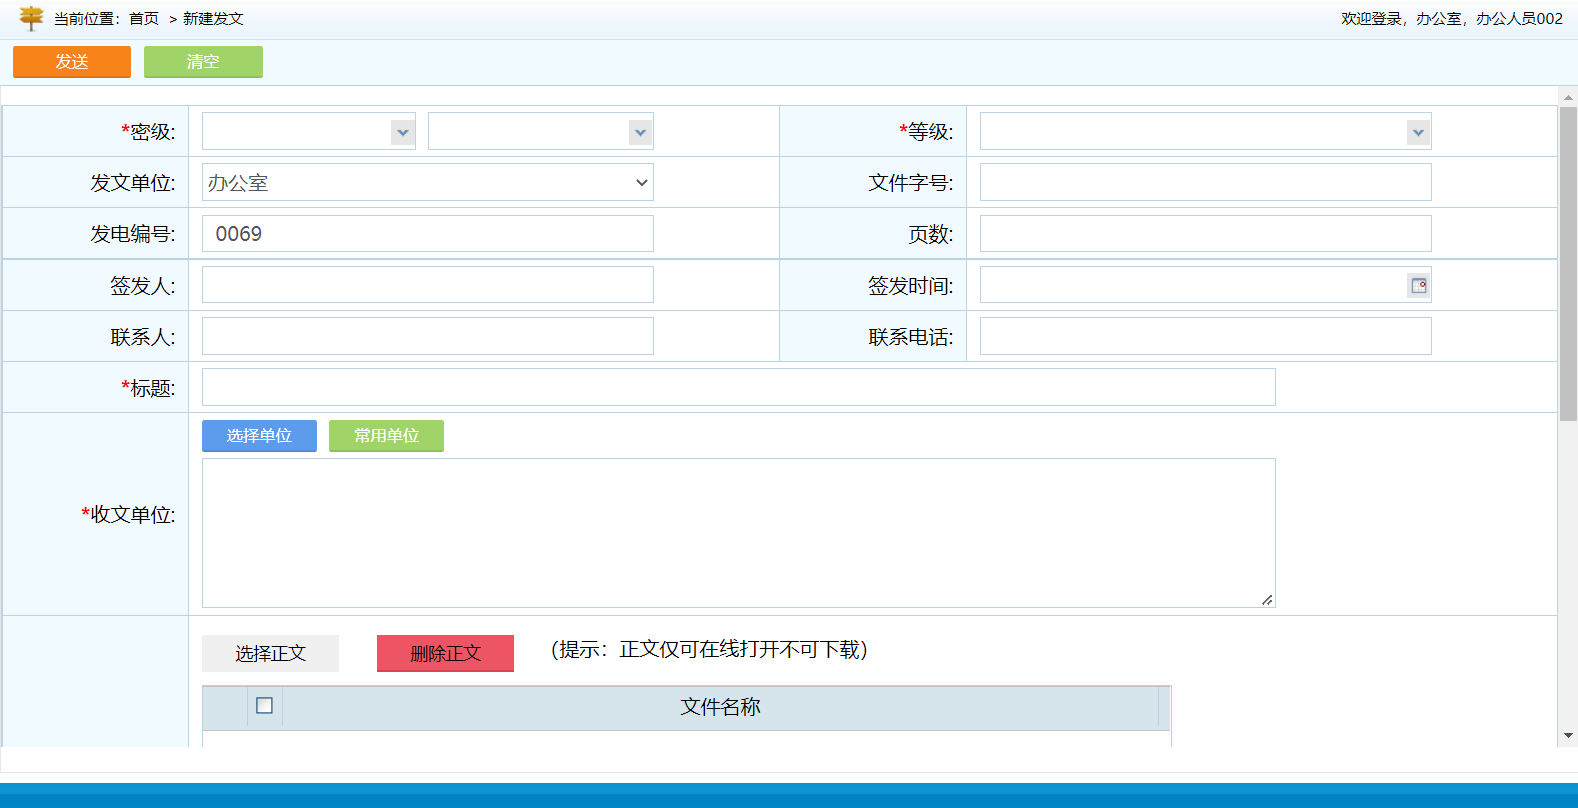 当前位置：首页 > 新建发文
欢迎登录，办公室，办公人员002
发送 清空
*密级: *等级:
发文单位: 办公室 文件字号:
发电编号: 0069 页数:
签发人: 签发时间:
联系人: 联系电话:
*标题:
选择单位 常用单位
*收文单位:
选择正文 删除正文 （提示：正文仅可在线打开不可下载）
文件名称